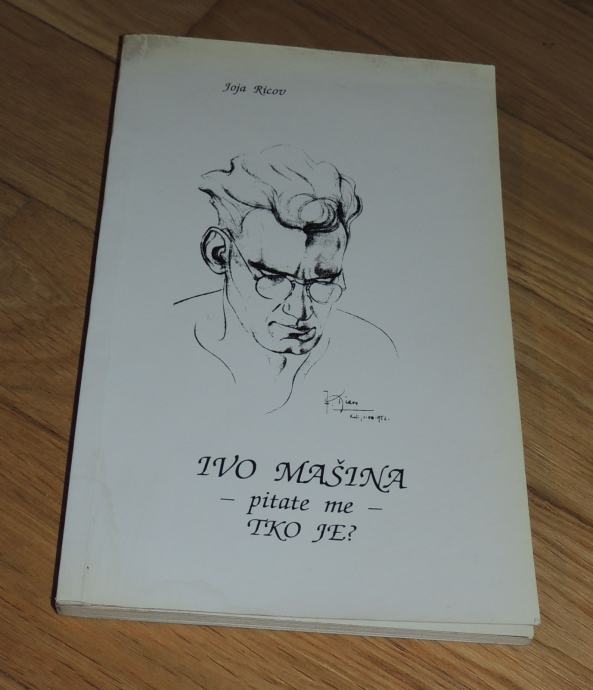 Joja Ricov
IVO MAŠINA
– pitate me –
TKO JE?